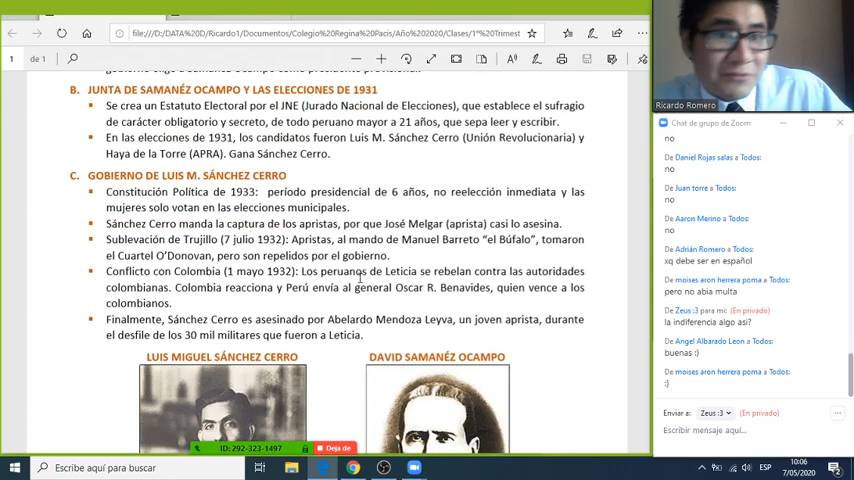 file:///D:/DATA%20D/Ricardo1/Documentos/Colegio%20Regina%20Pacis/Año%202020/Clases/1º%20Trimest
1
de 1
B. JUNTA DE SAMANÉZ OCAMPO Y LAS ELECCIONES DE 1931
Se crea un Estatuto Electoral por el JNE (Jurado Nacional de Elecciones), que establece el sufragio
de carácter obligatorio y secreto, de todo peruano mayor a 21 años, que sepa leer y escribir.
En las elecciones de 1931, los candidatos fueron Luis M. Sánchez Cerro (Unión Revolucionaria) y
Haya de la Torre (APRA). Gana Sánchez Cerro.
C. GOBIERNO DE LUIS M. SÁNCHEZ CERRO
Constitución Política de 1933: período presidencial de 6 años, no reelección inmediata y las
mujeres solo votan en las elecciones municipales.
Sánchez Cerro manda la captura de los apristas, por que José Melgar (aprista) casi lo asesina.
Sublevación de Trujillo (7 julio 1932): Apristas, al mando de Manuel Barreto “el Búfalo”, tomaron
el Cuartel O’Donovan, pero son repelidos por el gobierno.
Conflicto con Colombia (1 mayo 1932): Los peruanos de Leticia se rebelan contra las autoridades
colombianas. Colombia reacciona y Perú envía al general Oscar R. Benavides, quien vence a los
colombianos.
Finalmente, Sánchez Cerro es asesinado por Abelardo Mendoza Leyva, un joven aprista, durante
el desfile de los 30 mil militares que fueron a Leticia.
LUIS MIGUEL SÁNCHEZ CERRO
DAVID SAMANÉZ OCAMPO
ID: 292-323-1497
Deja de
Ricardo Romero
Chat de grupo de Zoom
no
De Daniel Rojas salas a Todos:
no
De Juan torre a Todos:
no
De Aaron Merino a Todos:
no
De Adrián Romero a Todos:
xq debe ser en español
De moises aron herrera poma a Todos:
pero no abia multa
De Zeus :3 para mi: (En privado)
la indiferencia algo asi?
De Angel Albarado Leon a Todos:
buenas :)
De moises aron herrera poma a Todos:
:)
Enviar a: Zeus :3 (En privado)
Escribir mensaje aquí...
Escribe aquí para buscar
ESP
10:06
7/05/2020
2